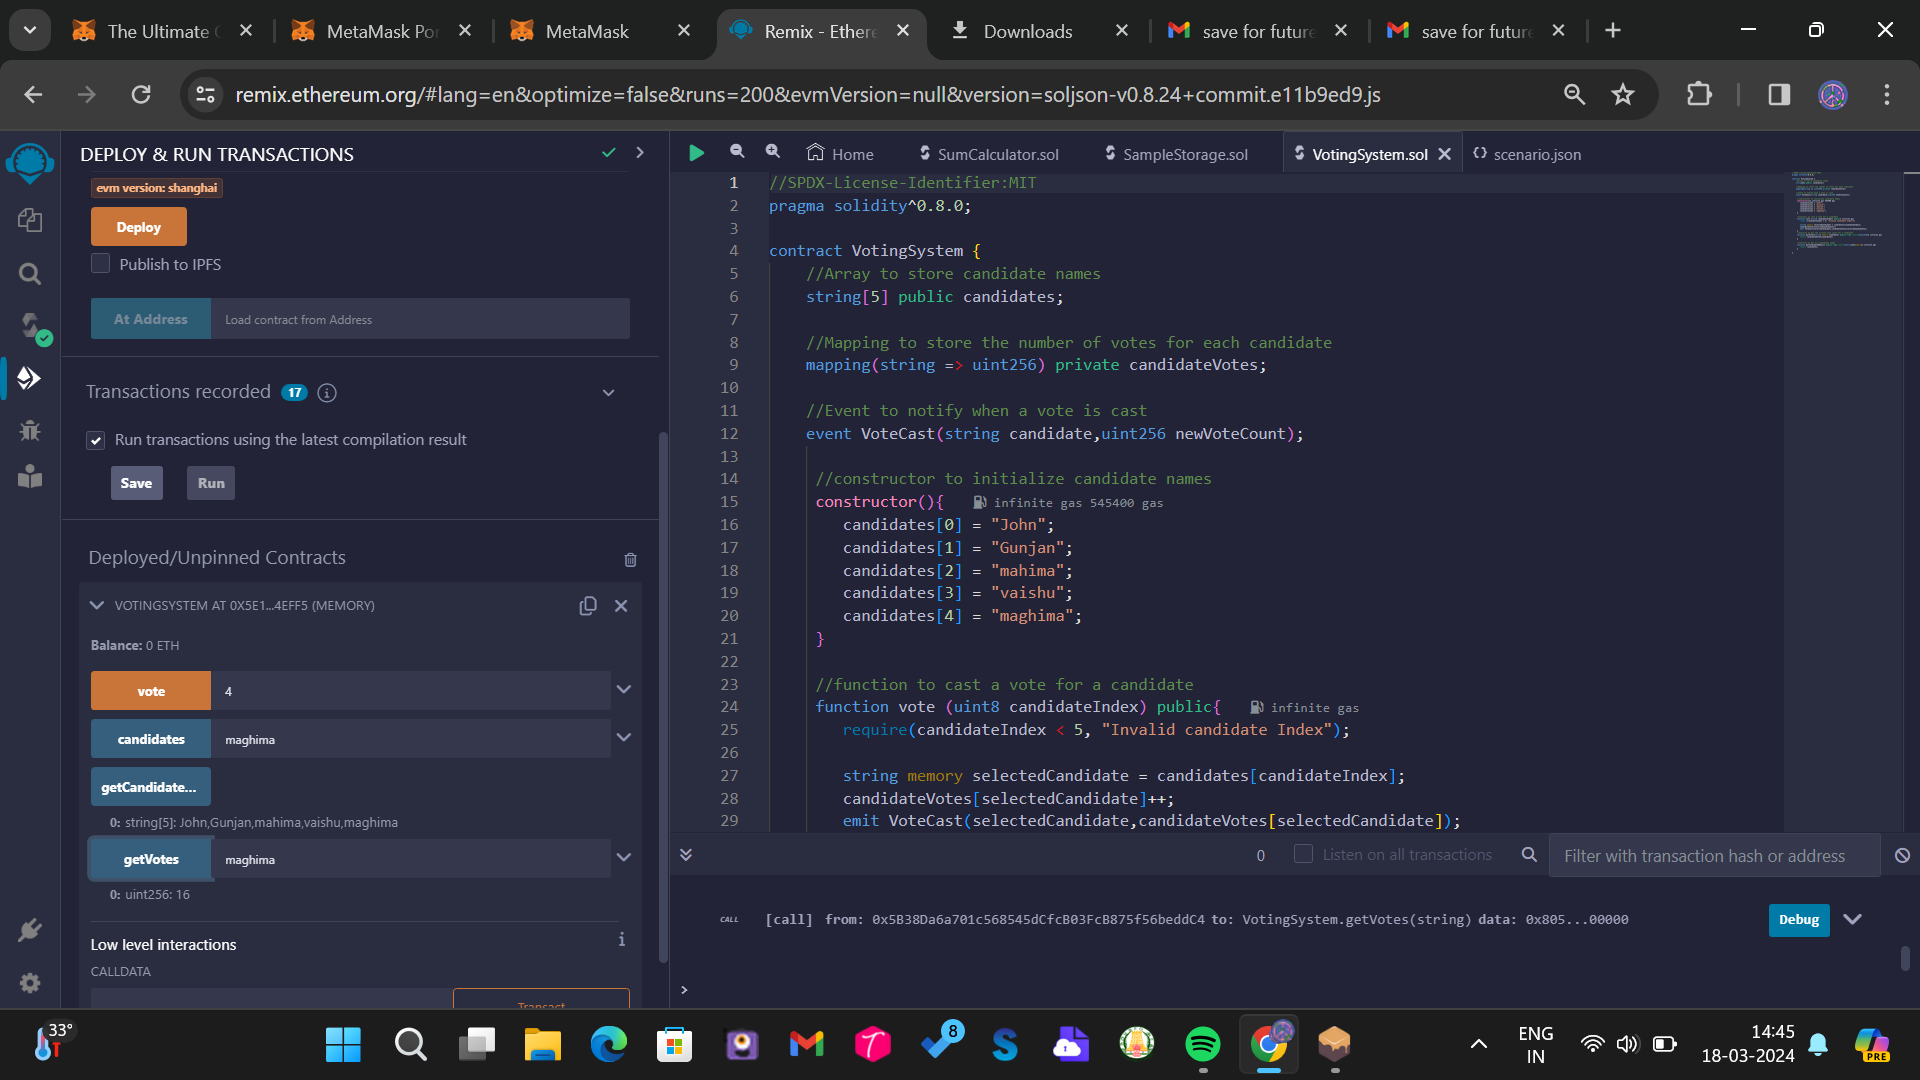 The Ultimate
MetaMask Por
MetaMask
Remix - Ethere
Downloads
save for future
save for future
remix.ethereum.org/#lang=en&optimize=false&runs=200&evmVersion=null&version=soljson-v0.8.24+commit.e11b9ed9.js
DEPLOY & RUN TRANSACTIONS
evm version: shanghai
Deploy
Publish to IPFS
At Address
Load contract from Address
Transactions recorded 17 i
Run transactions using the latest compilation result
Save
Run
Deployed/Unpinned Contracts
VOTINGSYSTEM AT 0X5E1...4EFF5 (MEMORY)
Balance: 0 ETH
vote 4
candidates maghima
getCandidate...
0: string[5]: John,Gunjan,mahima,vaishu,maghima
getVotes maghima
0: uint256: 16
Low level interactions i
CALLDATA
Transact
Home
SumCalculator.sol
SampleStorage.sol
VotingSystem.sol
scenario.json
1 //SPDX-License-Identifier:MIT
2 pragma solidity^0.8.0;
3
4 contract VotingSystem {
5 //Array to store candidate names
6 string[5] public candidates;
7
8 //Mapping to store the number of votes for each candidate
9 mapping(string => uint256) private candidateVotes;
10
11 //Event to notify when a vote is cast
12 event VoteCast(string candidate,uint256 newVoteCount);
13
14 //constructor to initialize candidate names
15 constructor(){ infinite gas 545400 gas
16 candidates[0] = "John";
17 candidates[1] = "Gunjan";
18 candidates[2] = "mahima";
19 candidates[3] = "vaishu";
20 candidates[4] = "maghima";
21 }
22
23 //function to cast a vote for a candidate
24 function vote (uint8 candidateIndex) public{ infinite gas
25 require(candidateIndex < 5, "Invalid candidate Index");
26
27 string memory selectedCandidate = candidates[candidateIndex];
28 candidateVotes[selectedCandidate]++;
29 emit VoteCast(selectedCandidate,candidateVotes[selectedCandidate]);
0
Listen on all transactions
Filter with transaction hash or address
CALL [call] from: 0x5B38Da6a701c568545dCfcB03FcB875f56beddC4 to: VotingSystem.getVotes(string) data: 0x805...00000
Debug
>
33°
8
ENG
IN
14:45
18-03-2024
PRE